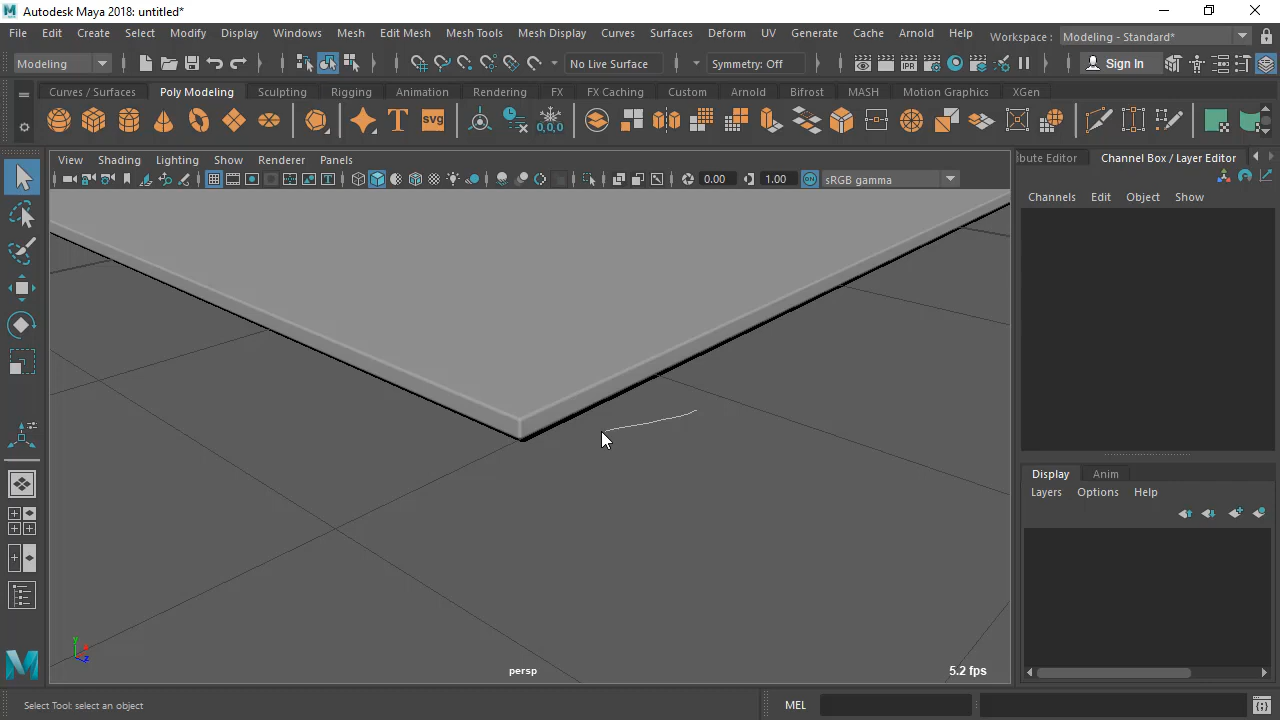 Autodesk Maya 2018: untitled*
File Edit Create Select Modify Display Windows Mesh Edit Mesh Mesh Tools Mesh Display Curves Surfaces Deform UV Generate Cache Arnold Help Workspace : Modeling - Standard*
Modeling No Live Surface Symmetry: Off IPR Sign In
Curves / Surfaces Poly Modeling Sculpting Rigging Animation Rendering FX FX Caching Custom Arnold Bifrost MASH Motion Graphics XGen
T svg 0,0,0
View Shading Lighting Show Renderer Panels
0.00 1.00 ON sRGB gamma
bute Editor Channel Box / Layer Editor
Channels Edit Object Show
Display Anim
Layers Options Help
y
z
persp
5.2 fps
Select Tool: select an object
MEL